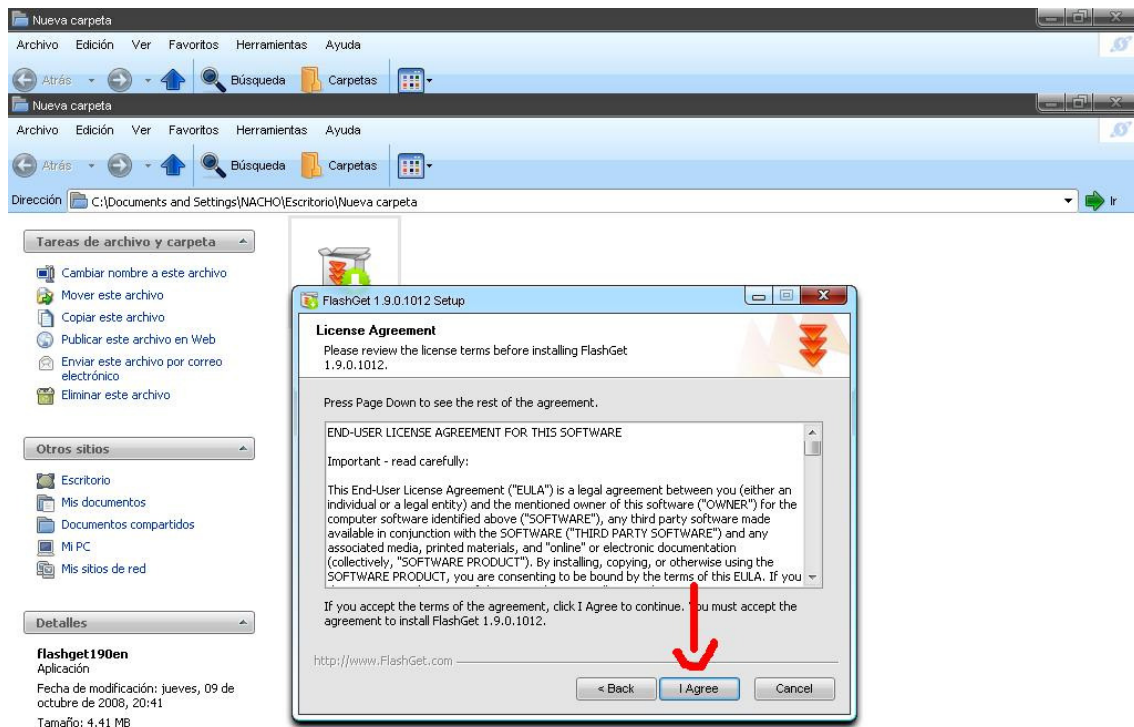 Nueva carpeta
Archivo Edición Ver Favoritos Herramientas Ayuda
Atrás Búsqueda Carpetas
Nueva carpeta
Archivo Edición Ver Favoritos Herramientas Ayuda
Atrás Búsqueda Carpetas
Dirección C:\Documents and Settings\NACHO\Escritorio\Nueva carpeta Ir
Tareas de archivo y carpeta
Cambiar nombre a este archivo
Mover este archivo
Copiar este archivo
Publicar este archivo en Web
Enviar este archivo por correo
electrónico
Eliminar este archivo
Otros sitios
Escritorio
Mis documentos
Documentos compartidos
Mi PC
Mis sitios de red
Detalles
flashget190en
Aplicación
Fecha de modificación: jueves, 09 de
octubre de 2008, 20:41
Tamaño: 4.41 MB
FlashGet 1.9.0.1012 Setup
License Agreement
Please review the license terms before installing FlashGet
1.9.0.1012.
Press Page Down to see the rest of the agreement.
END-USER LICENSE AGREEMENT FOR THIS SOFTWARE
Important - read carefully:
This End-User License Agreement ("EULA") is a legal agreement between you (either an
individual or a legal entity) and the mentioned owner of this software ("OWNER") for the
computer software identified above ("SOFTWARE"), any third party software made
available in conjunction with the SOFTWARE ("THIRD PARTY SOFTWARE") and any
associated media, printed materials, and "online" or electronic documentation
(collectively, "SOFTWARE PRODUCT"). By installing, copying, or otherwise using the
SOFTWARE PRODUCT, you are consenting to be bound by the terms of this EULA. If you
If you accept the terms of the agreement, click I Agree to continue. You must accept the
agreement to install FlashGet 1.9.0.1012.
http://www.FlashGet.com
< Back I Agree Cancel